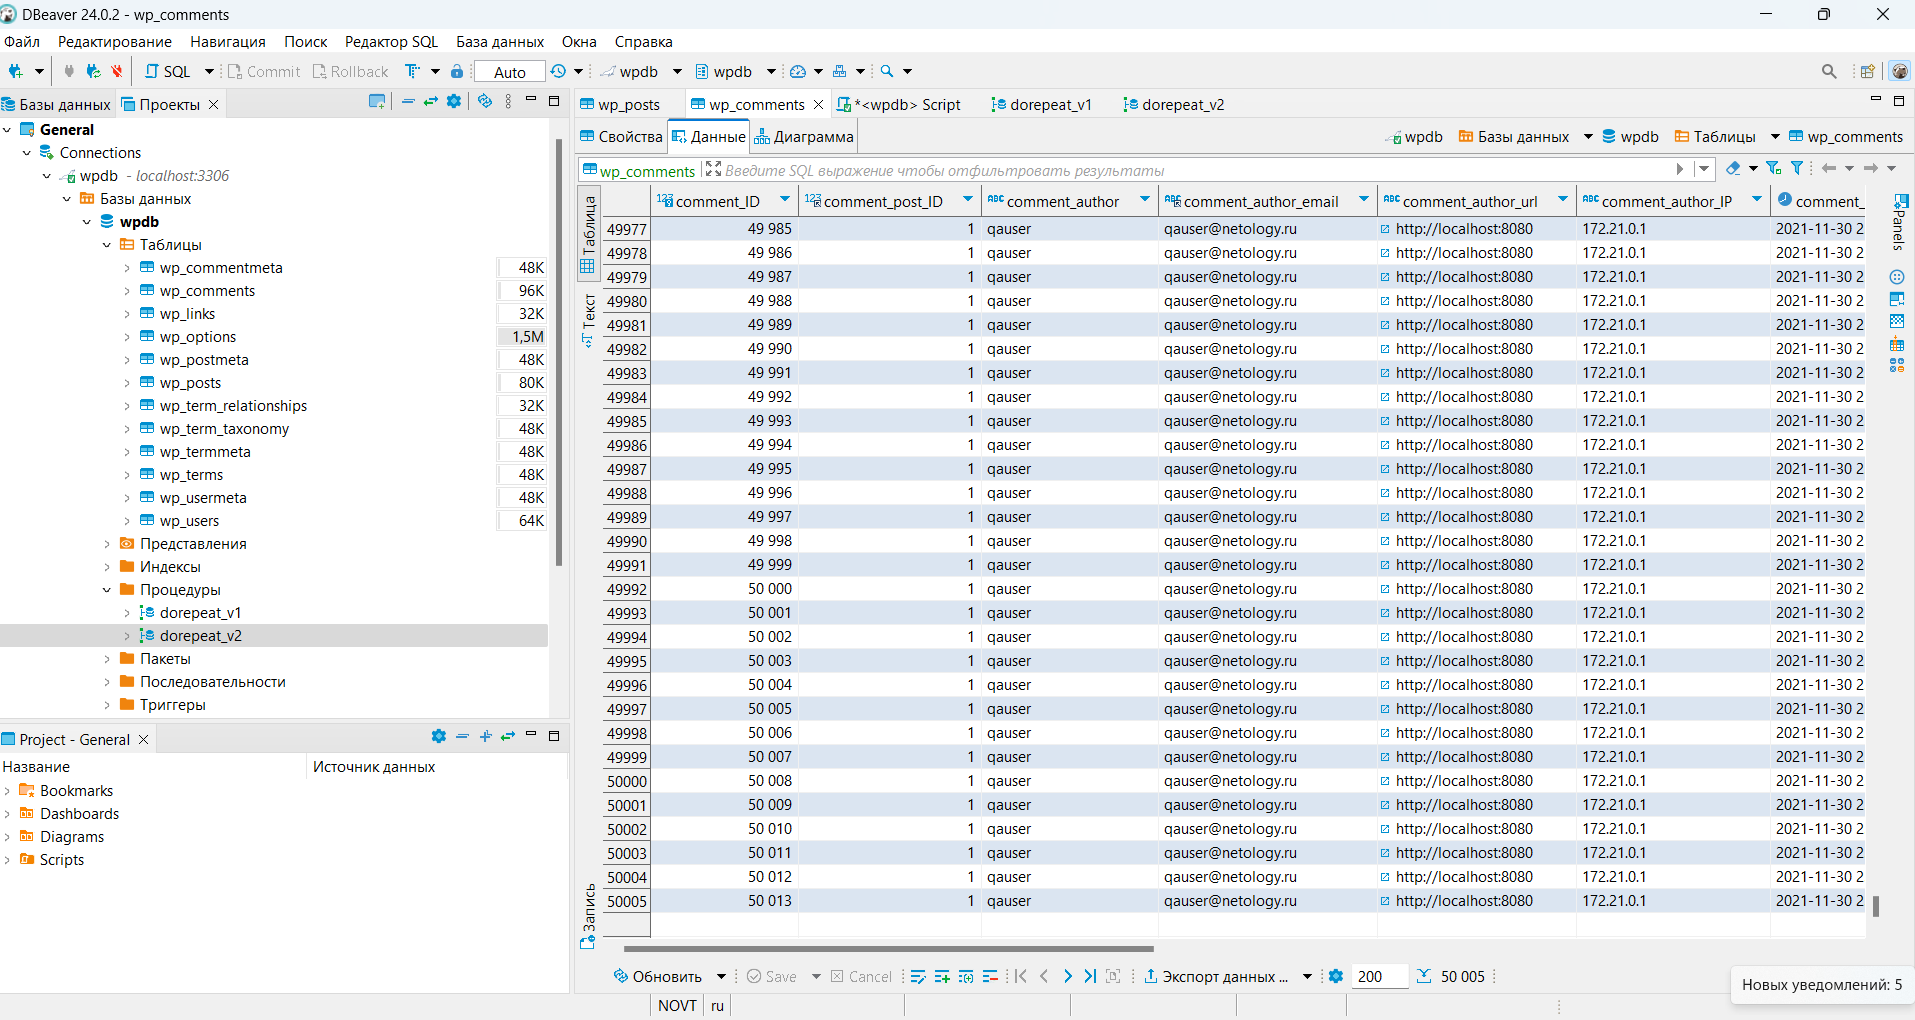 DBeaver 24.0.2 - wp_comments
Файл Редактирование Навигация Поиск Редактор SQL База данных Окна Справка
SQL Commit Rollback Auto wpdb wpdb
Базы данных Проекты
General
Connections
wpdb - localhost:3306
Базы данных
wpdb
Таблицы
wp_commentmeta 48K
wp_comments 96K
wp_links 32K
wp_options 1,5M
wp_postmeta 48K
wp_posts 80K
wp_term_relationships 32K
wp_term_taxonomy 48K
wp_termmeta 48K
wp_terms 48K
wp_usermeta 48K
wp_users 64K
Представления
Индексы
Процедуры
dorepeat_v1
dorepeat_v2
Пакеты
Последовательности
Триггеры
Project - General
Название Источник данных
Bookmarks
Dashboards
Diagrams
Scripts
wp_posts wp_comments *<wpdb> Script dorepeat_v1 dorepeat_v2
Свойства Данные Диаграмма wpdb Базы данных wpdb Таблицы wp_comments
wp_comments Введите SQL выражение чтобы отфильтровать результаты
Таблица
Текст
Запись
Panels
123 comment_ID 123 comment_post_ID ABC comment_author ABC comment_author_email ABC comment_author_url ABC comment_author_IP comment_
49977 49 985 1 qauser qauser@netology.ru http://localhost:8080 172.21.0.1 2021-11-30 2
49978 49 986 1 qauser qauser@netology.ru http://localhost:8080 172.21.0.1 2021-11-30 2
49979 49 987 1 qauser qauser@netology.ru http://localhost:8080 172.21.0.1 2021-11-30 2
49980 49 988 1 qauser qauser@netology.ru http://localhost:8080 172.21.0.1 2021-11-30 2
49981 49 989 1 qauser qauser@netology.ru http://localhost:8080 172.21.0.1 2021-11-30 2
49982 49 990 1 qauser qauser@netology.ru http://localhost:8080 172.21.0.1 2021-11-30 2
49983 49 991 1 qauser qauser@netology.ru http://localhost:8080 172.21.0.1 2021-11-30 2
49984 49 992 1 qauser qauser@netology.ru http://localhost:8080 172.21.0.1 2021-11-30 2
49985 49 993 1 qauser qauser@netology.ru http://localhost:8080 172.21.0.1 2021-11-30 2
49986 49 994 1 qauser qauser@netology.ru http://localhost:8080 172.21.0.1 2021-11-30 2
49987 49 995 1 qauser qauser@netology.ru http://localhost:8080 172.21.0.1 2021-11-30 2
49988 49 996 1 qauser qauser@netology.ru http://localhost:8080 172.21.0.1 2021-11-30 2
49989 49 997 1 qauser qauser@netology.ru http://localhost:8080 172.21.0.1 2021-11-30 2
49990 49 998 1 qauser qauser@netology.ru http://localhost:8080 172.21.0.1 2021-11-30 2
49991 49 999 1 qauser qauser@netology.ru http://localhost:8080 172.21.0.1 2021-11-30 2
49992 50 000 1 qauser qauser@netology.ru http://localhost:8080 172.21.0.1 2021-11-30 2
49993 50 001 1 qauser qauser@netology.ru http://localhost:8080 172.21.0.1 2021-11-30 2
49994 50 002 1 qauser qauser@netology.ru http://localhost:8080 172.21.0.1 2021-11-30 2
49995 50 003 1 qauser qauser@netology.ru http://localhost:8080 172.21.0.1 2021-11-30 2
49996 50 004 1 qauser qauser@netology.ru http://localhost:8080 172.21.0.1 2021-11-30 2
49997 50 005 1 qauser qauser@netology.ru http://localhost:8080 172.21.0.1 2021-11-30 2
49998 50 006 1 qauser qauser@netology.ru http://localhost:8080 172.21.0.1 2021-11-30 2
49999 50 007 1 qauser qauser@netology.ru http://localhost:8080 172.21.0.1 2021-11-30 2
50000 50 008 1 qauser qauser@netology.ru http://localhost:8080 172.21.0.1 2021-11-30 2
50001 50 009 1 qauser qauser@netology.ru http://localhost:8080 172.21.0.1 2021-11-30 2
50002 50 010 1 qauser qauser@netology.ru http://localhost:8080 172.21.0.1 2021-11-30 2
50003 50 011 1 qauser qauser@netology.ru http://localhost:8080 172.21.0.1 2021-11-30 2
50004 50 012 1 qauser qauser@netology.ru http://localhost:8080 172.21.0.1 2021-11-30 2
50005 50 013 1 qauser qauser@netology.ru http://localhost:8080 172.21.0.1 2021-11-30 2
Обновить Save Cancel Экспорт данных ... 200 50 005
Новых уведомлений: 5
NOVT ru